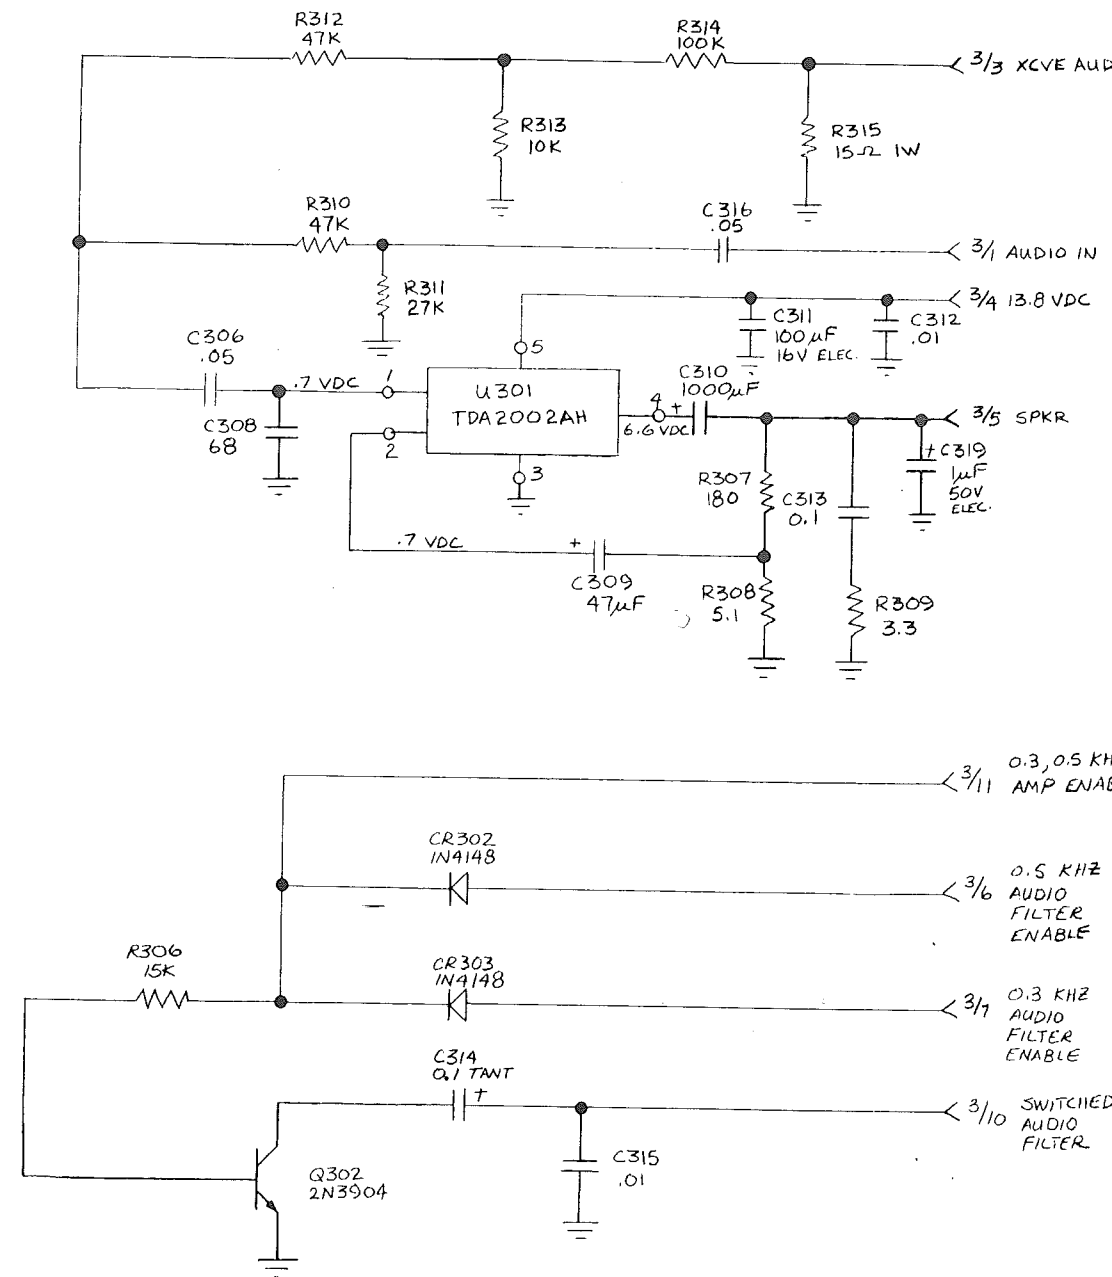 R312
47K
R314
100K
3/3 XCVE AUD
R313
10K
R315
15Ω 1W
R310
47K
C316
.05
3/1 AUDIO IN
R311
27K
3/4 13.8 VDC
C311
100µF
16V ELEC.
C312
.01
C306
.05
5
.7 VDC
1
U301
TDA2002AH
C310
1000µF
4
+
6.6 VDC
3/5 SPKR
C308
68
2
3
R307
180
C313
0.1
+
C319
1µF
50V
ELEC.
.7 VDC
+
C309
47µF
R308
5.1
R309
3.3
3/11
0.3, 0.5 KH
AMP ENAB
CR302
1N4148
3/6
0.5 KHZ
AUDIO
FILTER
ENABLE
R306
15K
CR303
1N4148
3/7
0.3 KHZ
AUDIO
FILTER
ENABLE
C314
0.1 TANT
+
3/10
SWITCHED
AUDIO
FILTER
C315
.01
Q302
2N3904